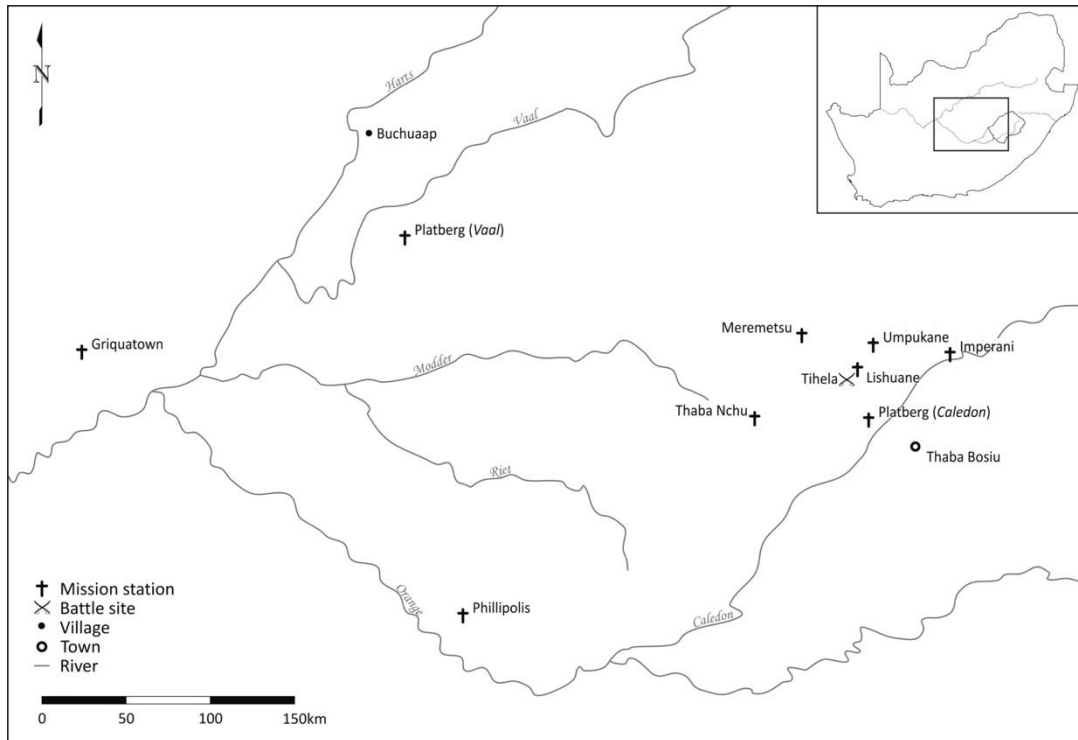 N
Harts
Vaal
Buchuaap
Platberg (Vaal)
Griquatown
Meremetsu
Umpukane
Imperani
Modder
Tihela
Lishuane
Thaba Nchu
Platberg (Caledon)
Thaba Bosiu
Riet
Orange
Phillipolis
Caledon
Mission station
Battle site
Village
Town
River
0 50 100 150km